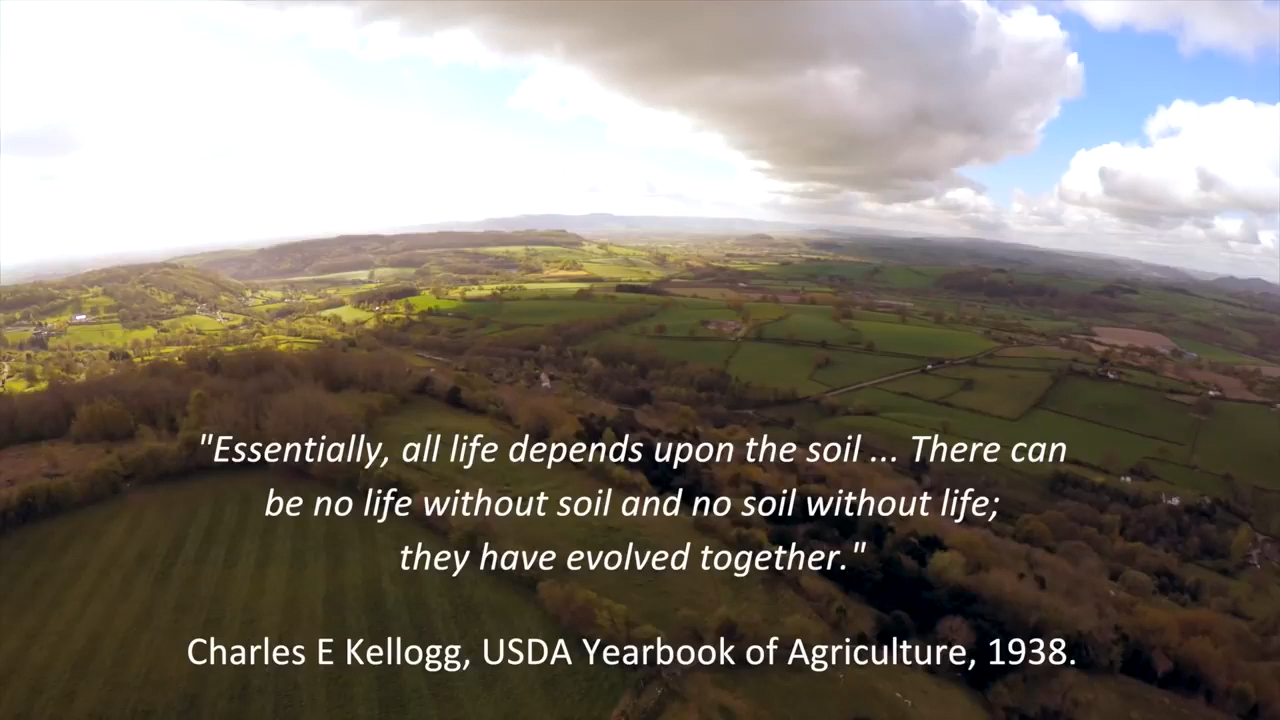 "Essentially, all life depends upon the soil ... There can
be no life without soil and no soil without life;
they have evolved together."
Charles E Kellogg, USDA Yearbook of Agriculture, 1938.